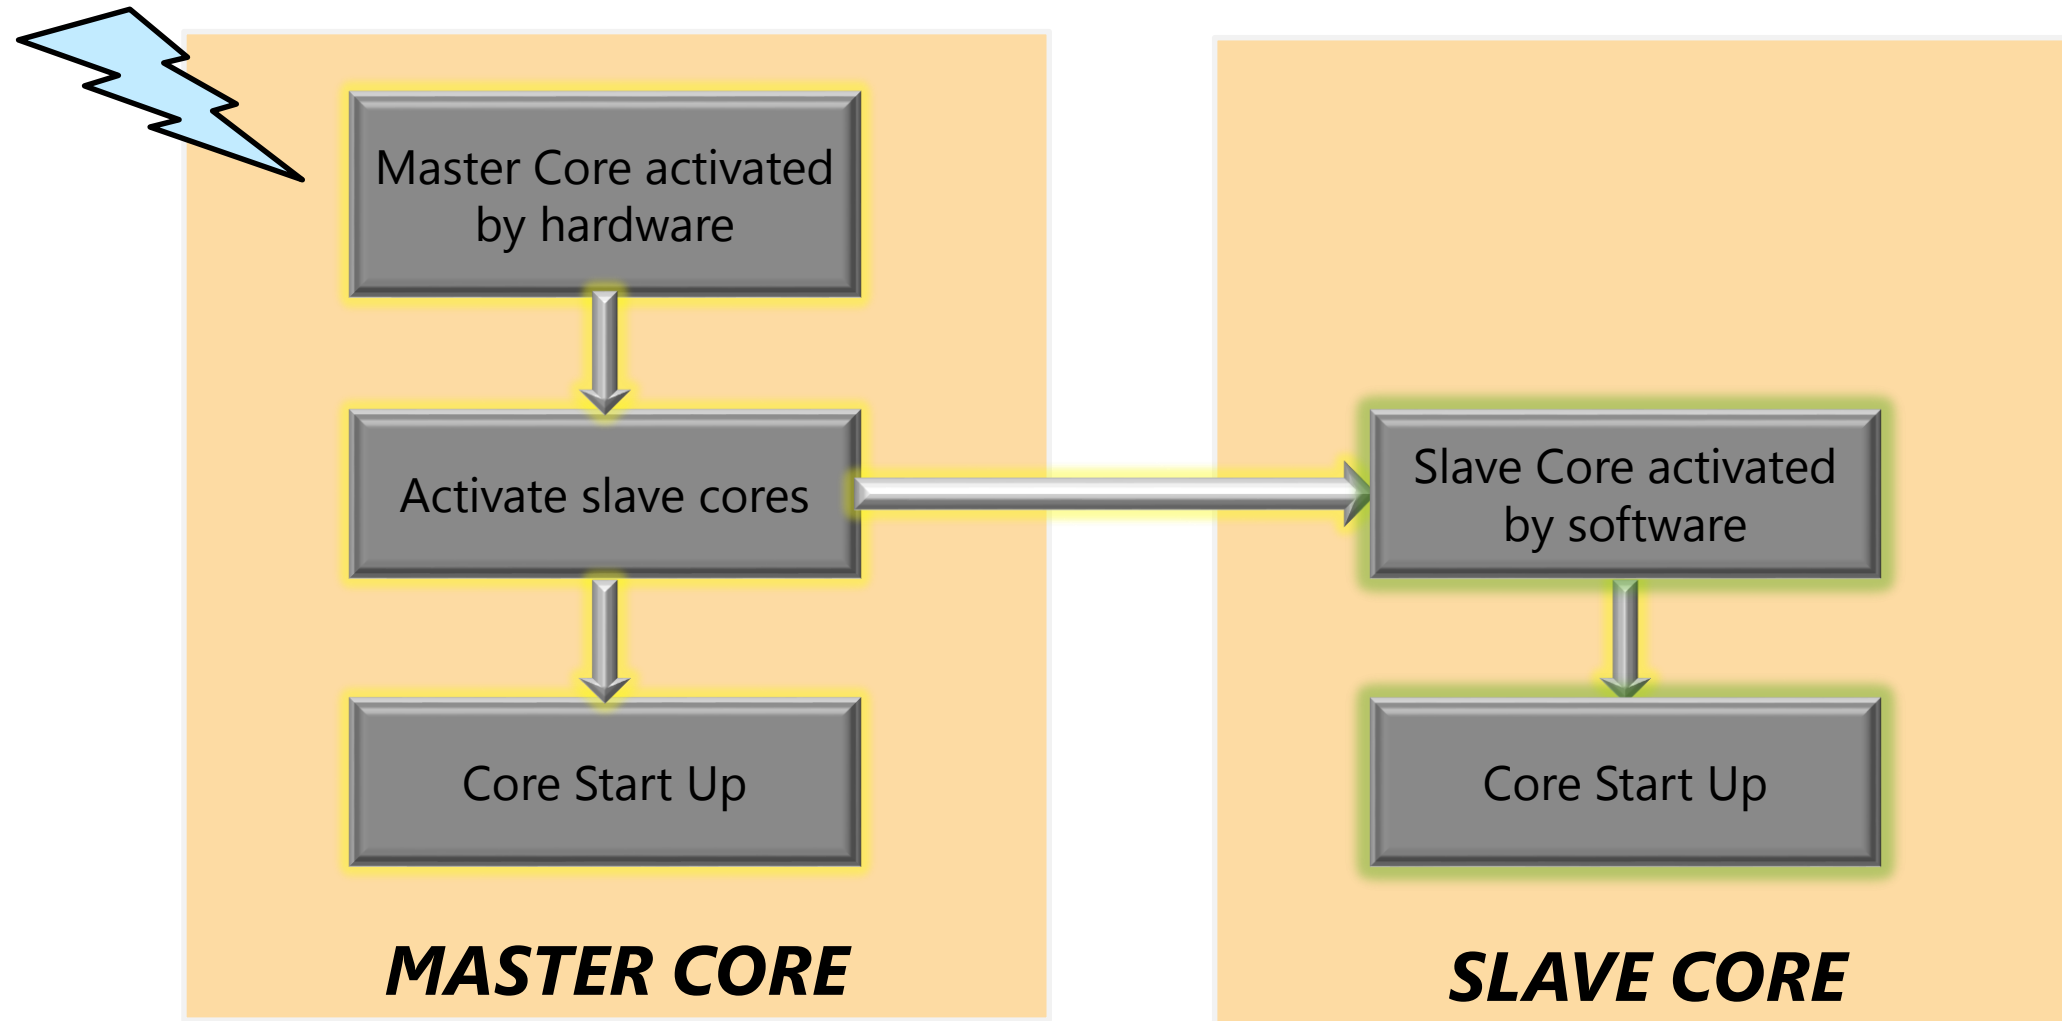 Master Core activated
by hardware
Activate slave cores
Core Start Up
MASTER CORE
Slave Core activated
by software
Core Start Up
SLAVE CORE